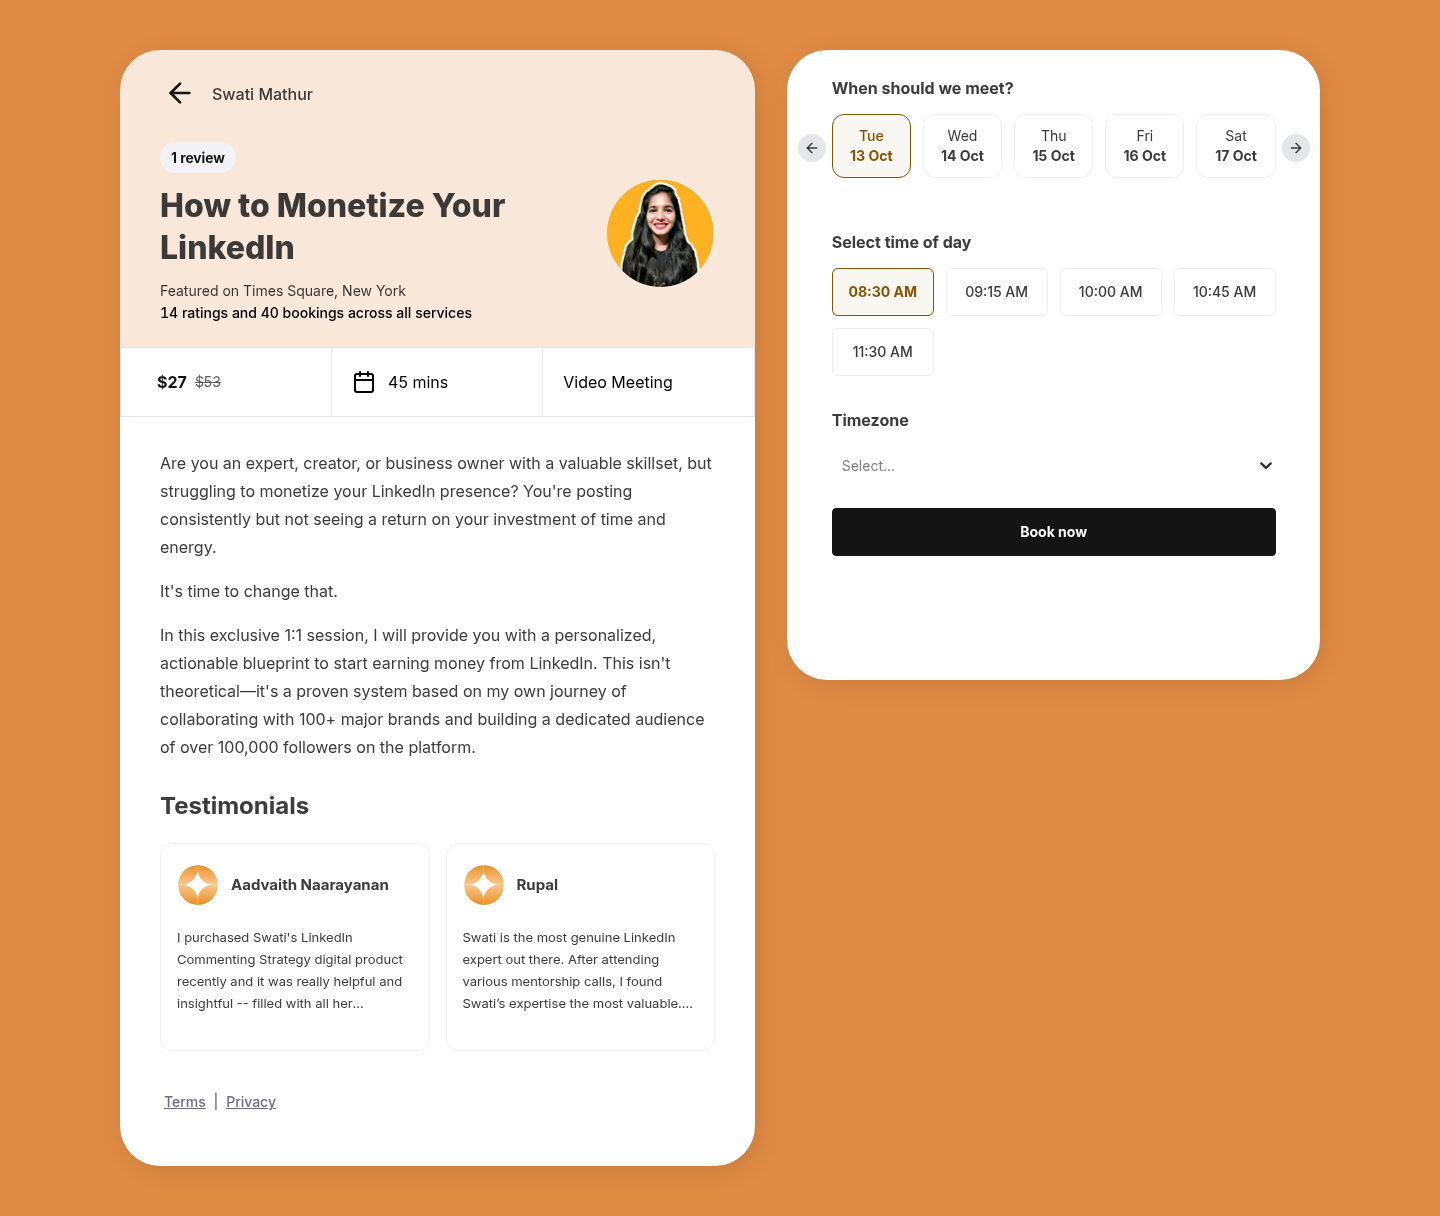 Swati Mathur
1 review
How to Monetize Your
LinkedIn
Featured on Times Square, New York
14 ratings and 40 bookings across all services
$27 $53
45 mins
Video Meeting
Are you an expert, creator, or business owner with a valuable skillset, but
struggling to monetize your LinkedIn presence? You're posting
consistently but not seeing a return on your investment of time and
energy.
It's time to change that.
In this exclusive 1:1 session, I will provide you with a personalized,
actionable blueprint to start earning money from LinkedIn. This isn't
theoretical—it's a proven system based on my own journey of
collaborating with 100+ major brands and building a dedicated audience
of over 100,000 followers on the platform.
Testimonials
Aadvaith Naarayanan
I purchased Swati's LinkedIn
Commenting Strategy digital product
recently and it was really helpful and
insightful -- filled with all her...
Rupal
Swati is the most genuine LinkedIn
expert out there. After attending
various mentorship calls, I found
Swati’s expertise the most valuable....
Terms | Privacy
When should we meet?
Tue
13 Oct
Wed
14 Oct
Thu
15 Oct
Fri
16 Oct
Sat
17 Oct
Select time of day
08:30 AM
09:15 AM
10:00 AM
10:45 AM
11:30 AM
Timezone
Select...
Book now